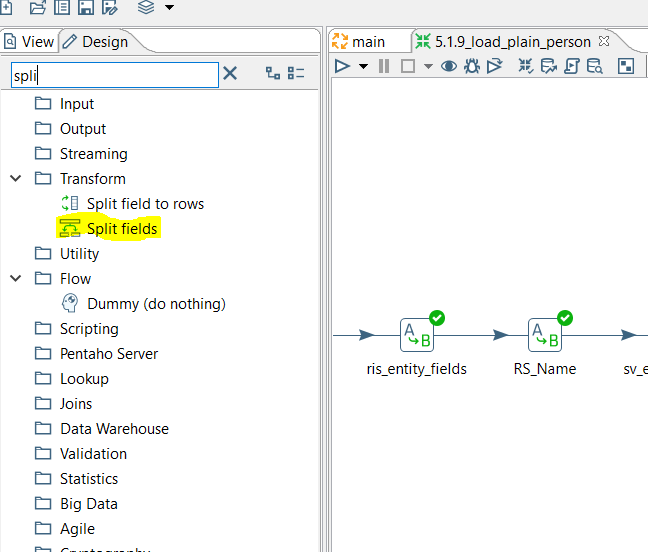 View
Design
main
5.1.9_load_plain_person
spli
Input
Output
Streaming
Transform
Split field to rows
Split fields
Utility
Flow
Dummy (do nothing)
Scripting
Pentaho Server
Lookup
Joins
Data Warehouse
Validation
Statistics
Big Data
Agile
A B
A B
ris_entity_fields
RS_Name
sv_e